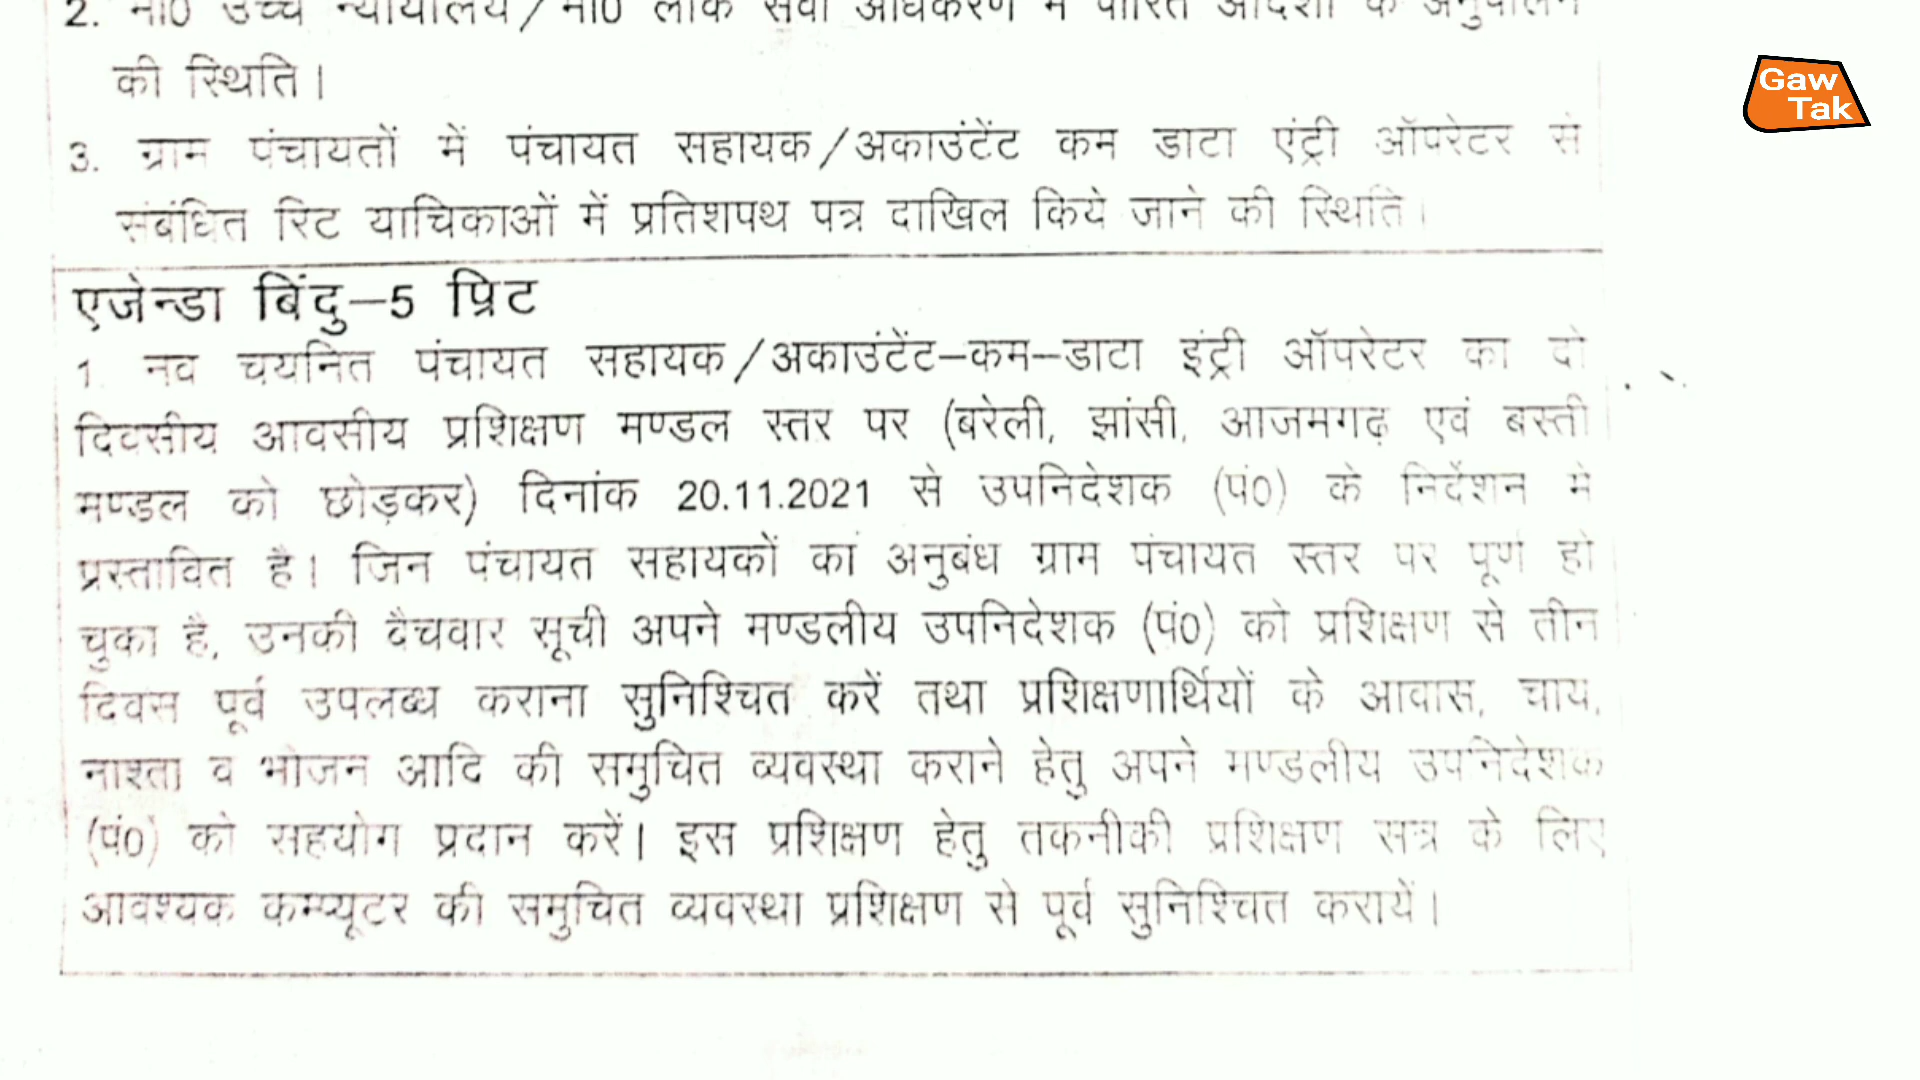 2. मा0 उच्च न्यायालय/मा0 लोक सेवा अधिकरण में पारित आदेशों के अनुपालन
की स्थिति।
Gaw
Tak
3. ग्राम पंचायतों में पंचायत सहायक/अकाउंटेंट कम डाटा एंट्री ऑपरेटर से
संबंधित रिट याचिकाओं में प्रतिशपथ पत्र दाखिल किये जाने की स्थिति।
एजेन्डा बिंदु–5 प्रिट
1. नव चयनित पंचायत सहायक/अकाउंटेंट–कम–डाटा इंट्री ऑपरेटर का दो
दिवसीय आवसीय प्रशिक्षण मण्डल स्तर पर (बरेली, झांसी, आजमगढ़ एवं बस्ती
मण्डल को छोड़कर) दिनांक 20.11.2021 से उपनिदेशक (पं0) के निर्देशन मे
प्रस्तावित है। जिन पंचायत सहायकों का अनुबंध ग्राम पंचायत स्तर पर पूर्ण हो
चुका है, उनकी वैचवार सूची अपने मण्डलीय उपनिदेशक (पं0) को प्रशिक्षण से तीन
दिवस पूर्व उपलब्ध कराना सुनिश्चित करें तथा प्रशिक्षणार्थियों के आवास, चाय,
नाश्ता व भोजन आदि की समुचित व्यवस्था कराने हेतु अपने मण्डलीय उपनिदेशक
(पं0) को सहयोग प्रदान करें। इस प्रशिक्षण हेतु तकनीकी प्रशिक्षण सत्र के लिए
आवश्यक कम्प्यूटर की समुचित व्यवस्था प्रशिक्षण से पूर्व सुनिश्चित करायें।